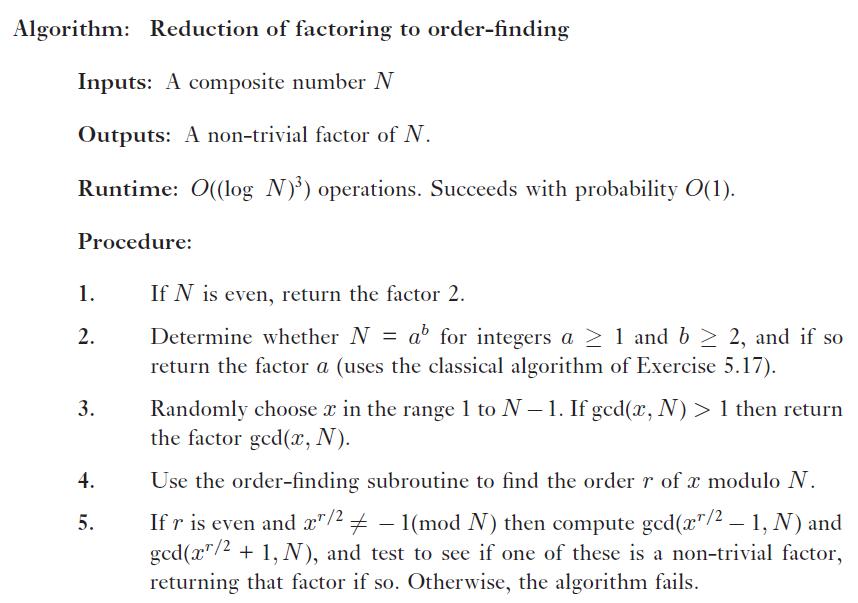 Algorithm: Reduction of factoring to order-finding
Inputs: A composite number N
Outputs: A non-trivial factor of N.
Runtime: O((log N)³) operations. Succeeds with probability O(1).
Procedure:
1. If N is even, return the factor 2.
2. Determine whether N = aᵇ for integers a ≥ 1 and b ≥ 2, and if so
return the factor a (uses the classical algorithm of Exercise 5.17).
3. Randomly choose x in the range 1 to N − 1. If gcd(x, N) > 1 then return
the factor gcd(x, N).
4. Use the order-finding subroutine to find the order r of x modulo N.
5. If r is even and x^{r/2} ≠ − 1(mod N) then compute gcd(x^{r/2} − 1, N) and
gcd(x^{r/2} + 1, N), and test to see if one of these is a non-trivial factor,
returning that factor if so. Otherwise, the algorithm fails.